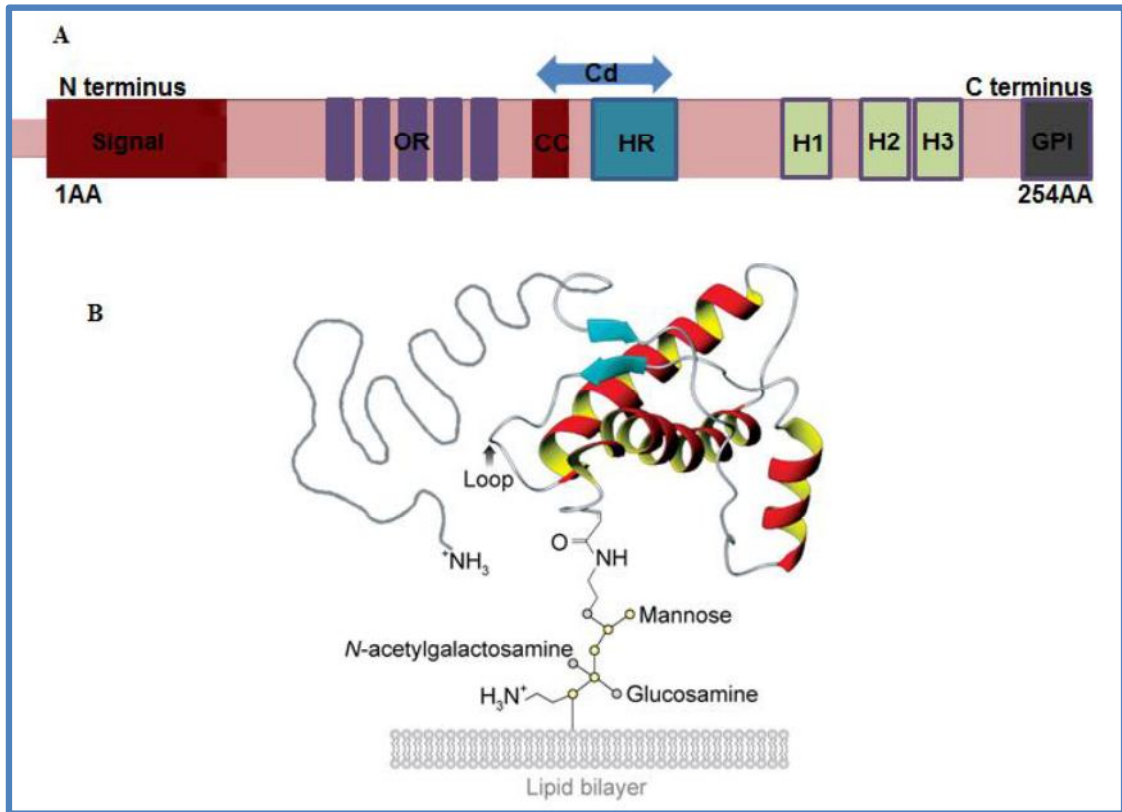 A
Cd
N terminus
C terminus
Signal
OR
CC
HR
H1
H2
H3
GPI
1AA
254AA
B
Loop
⁺NH₃
O
NH
Mannose
N-acetylgalactosamine
H₃N⁺
Glucosamine
Lipid bilayer